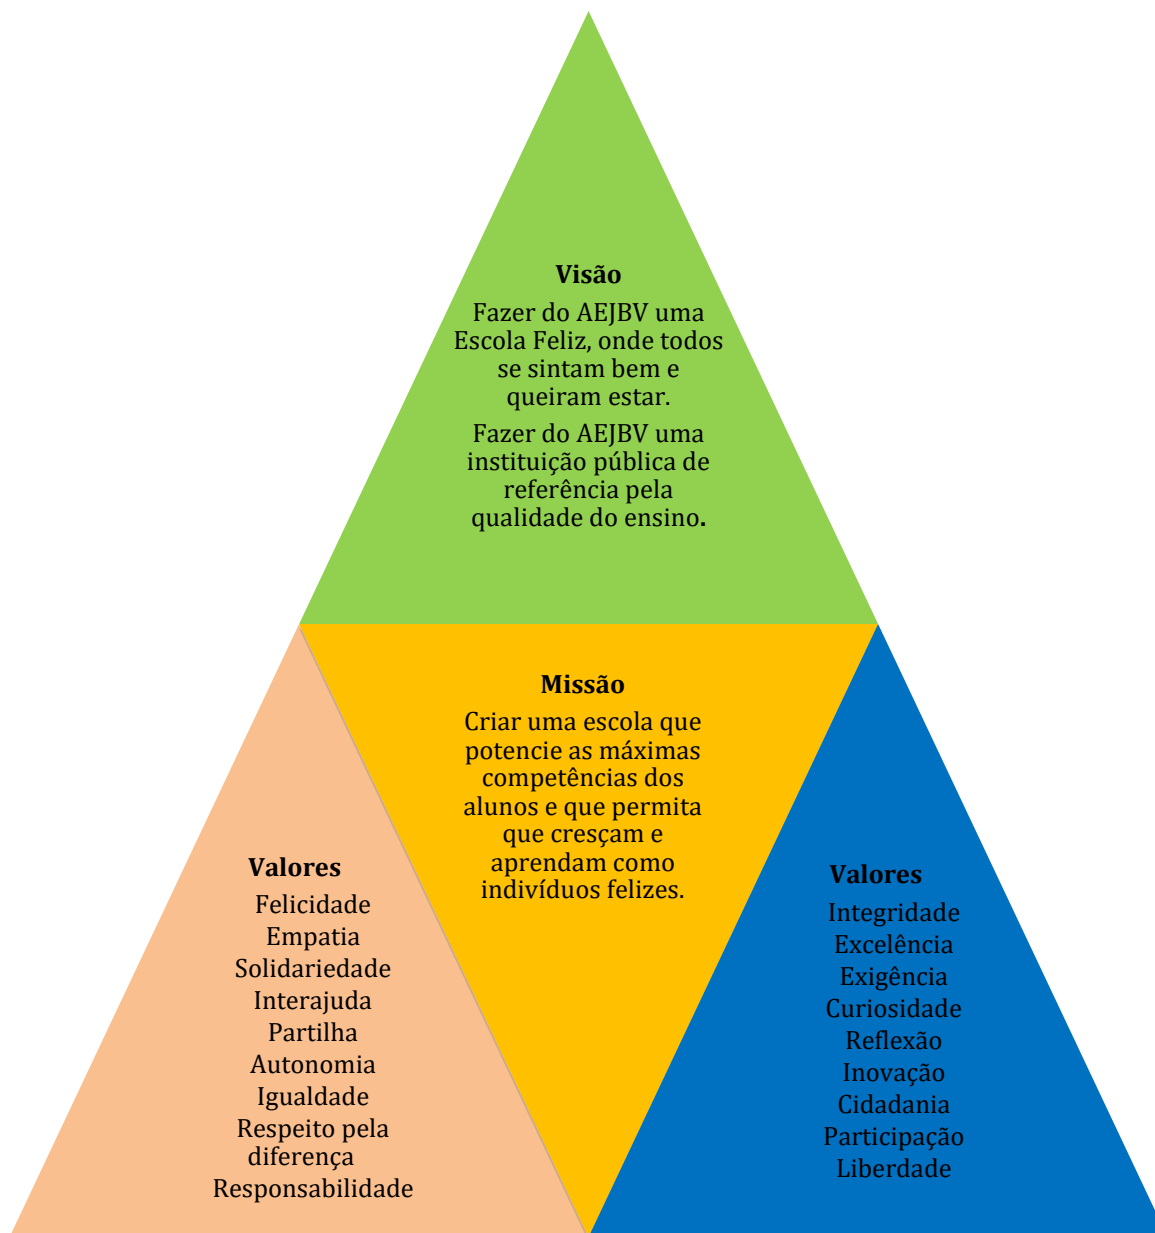 Visão
Fazer do AEJBV uma
Escola Feliz, onde todos
se sintam bem e
queiram estar.
Fazer do AEJBV uma
instituição pública de
referência pela
qualidade do ensino.
Missão
Criar uma escola que
potencie as máximas
competências dos
alunos e que permita
que cresçam e
aprendam como
indivíduos felizes.
Valores
Felicidade
Empatia
Solidariedade
Interajuda
Partilha
Autonomia
Igualdade
Respeito pela
diferença
Responsabilidade
Valores
Integridade
Excelência
Exigência
Curiosidade
Reflexão
Inovação
Cidadania
Participação
Liberdade